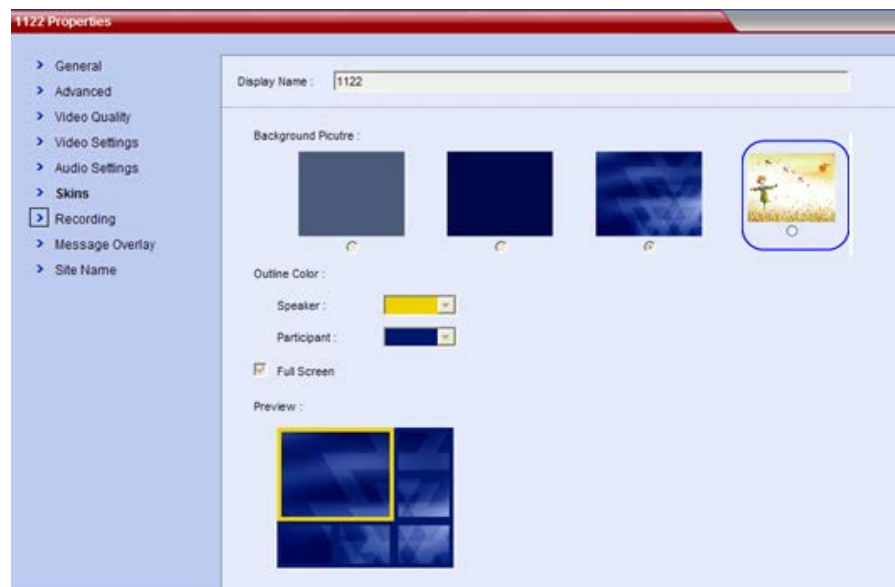 1122 Properties
General
Advanced
Video Quality
Video Settings
Audio Settings
Skins
Recording
Message Overlay
Site Name
Display Name : 1122
Background Picutre :
Outline Color :
Speaker :
Participant :
Full Screen
Preview :